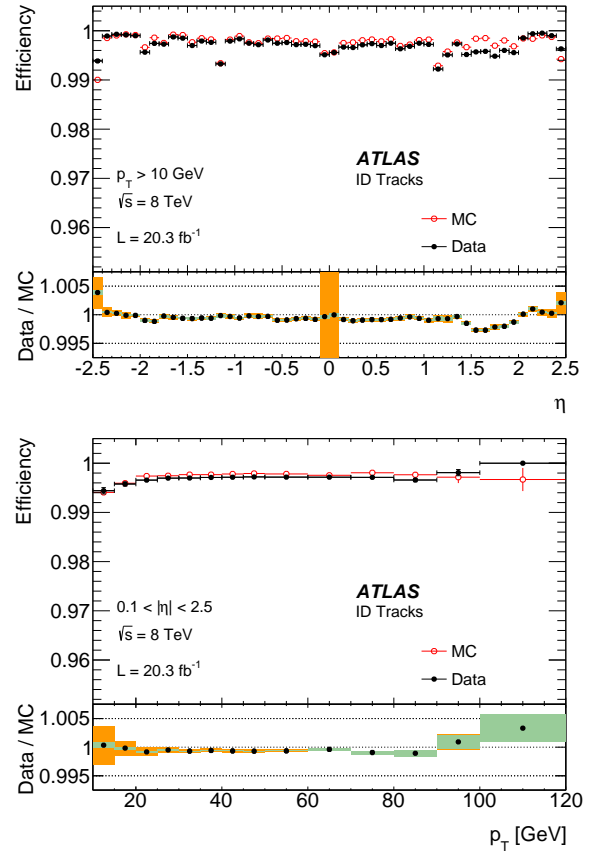 Efficiency
1
0.99
0.98
0.97
0.96
ATLAS
ID Tracks
p_T > 10 GeV
√s = 8 TeV
L = 20.3 fb⁻¹
MC
Data
Data / MC
1.005
1
0.995
-2.5 -2 -1.5 -1 -0.5 0 0.5 1 1.5 2 2.5
η
Efficiency
1
0.99
0.98
0.97
0.96
ATLAS
ID Tracks
0.1 < |η| < 2.5
√s = 8 TeV
L = 20.3 fb⁻¹
MC
Data
Data / MC
1.005
1
0.995
20 40 60 80 100 120
p_T [GeV]